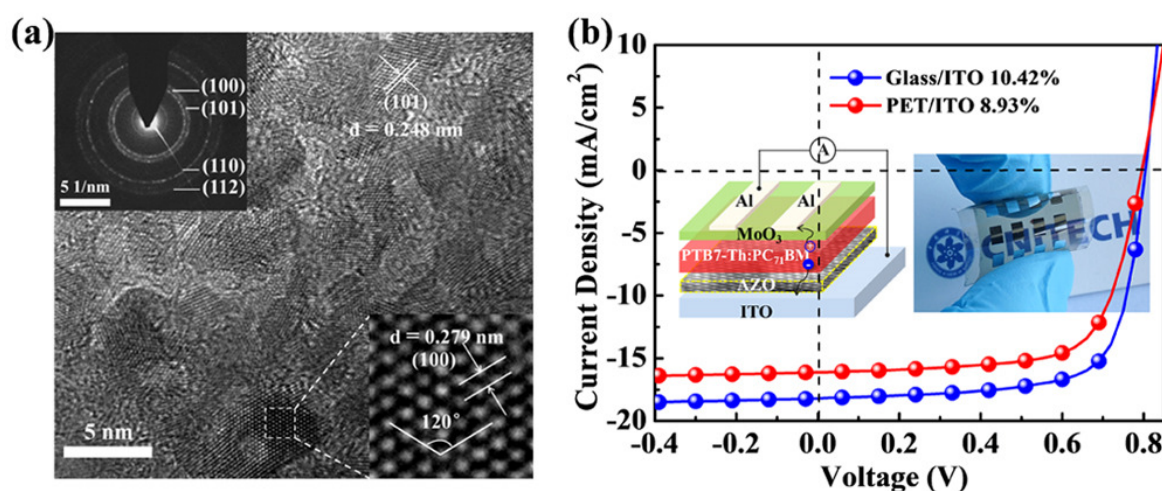 (a)
(100)
(101)
(110)
(112)
5 1/nm
(101)
d = 0.248 nm
d = 0.279 nm
(100)
120°
5 nm
(b)
Current Density (mA/cm²)
10
5
0
-5
-10
-15
-20
-0.4
-0.2
0.0
0.2
0.4
0.6
0.8
Voltage (V)
Glass/ITO 10.42%
PET/ITO 8.93%
A
Al
Al
MoO₃
PTB7-Th:PC₇₁BM
AZO
ITO
CNITECH